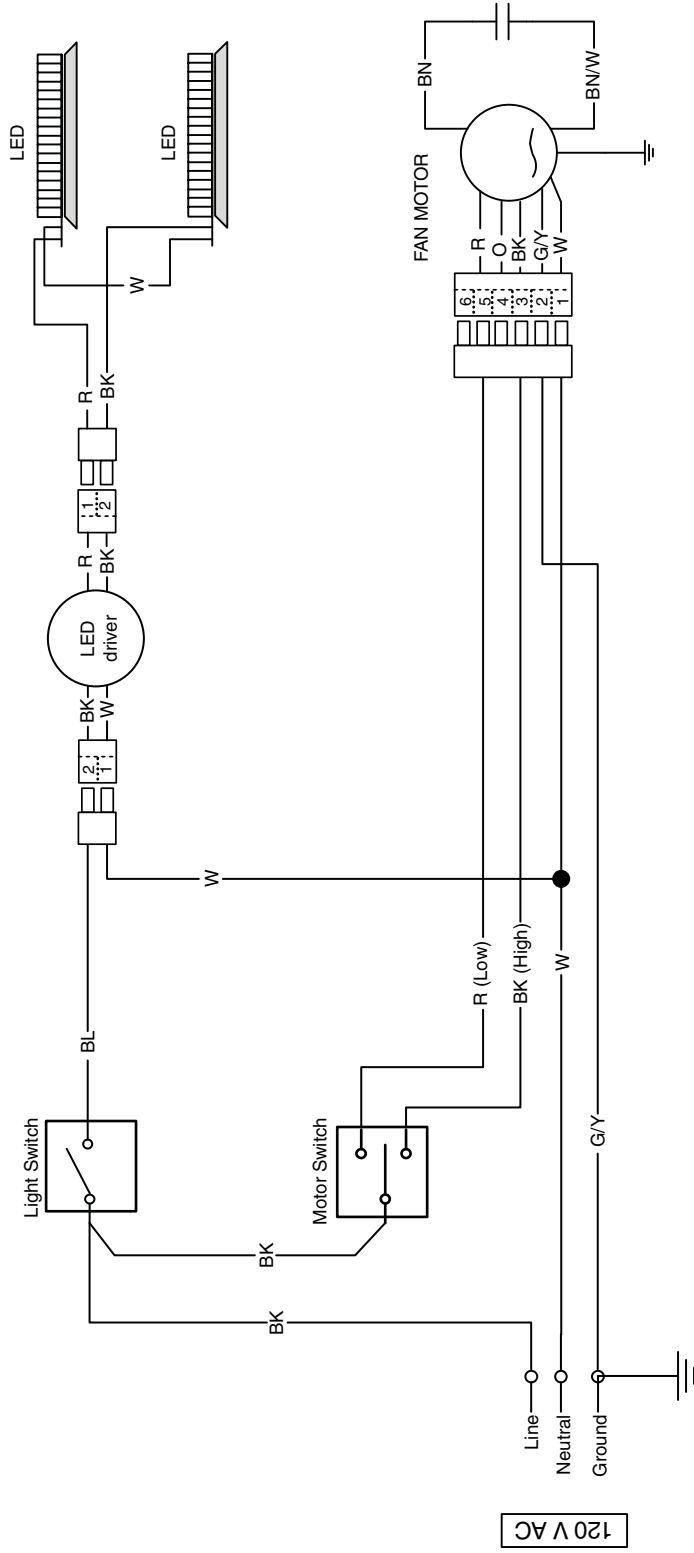 LED
LED
R
BK
W
1
2
R
BK
LED
driver
BK
W
2
1
BL
W
Light Switch
Motor Switch
BK
BK
R (Low)
BK (High)
W
G/Y
FAN MOTOR
BN
BN/W
R
O
BK
G/Y
W
6
5
4
3
2
1
Line
Neutral
Ground
120 V AC